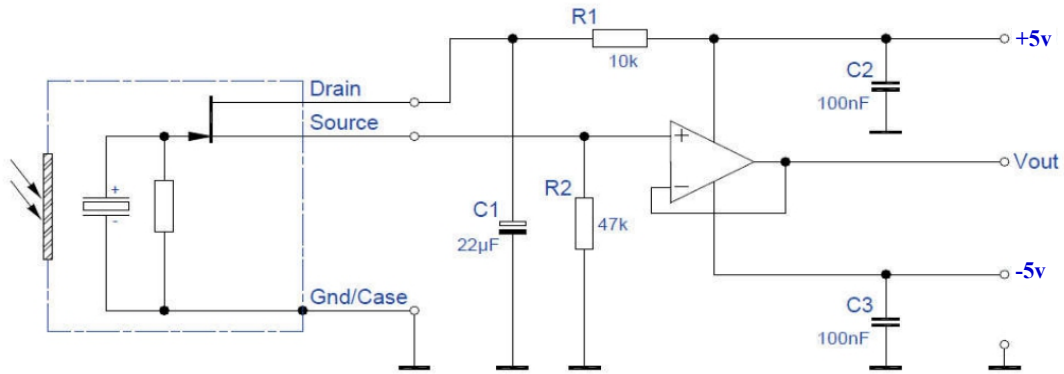 R1
10k
+5v
C2
100nF
Drain
Source
+
−
Vout
+
-
R2
47k
C1
22µF
-5v
Gnd/Case
C3
100nF